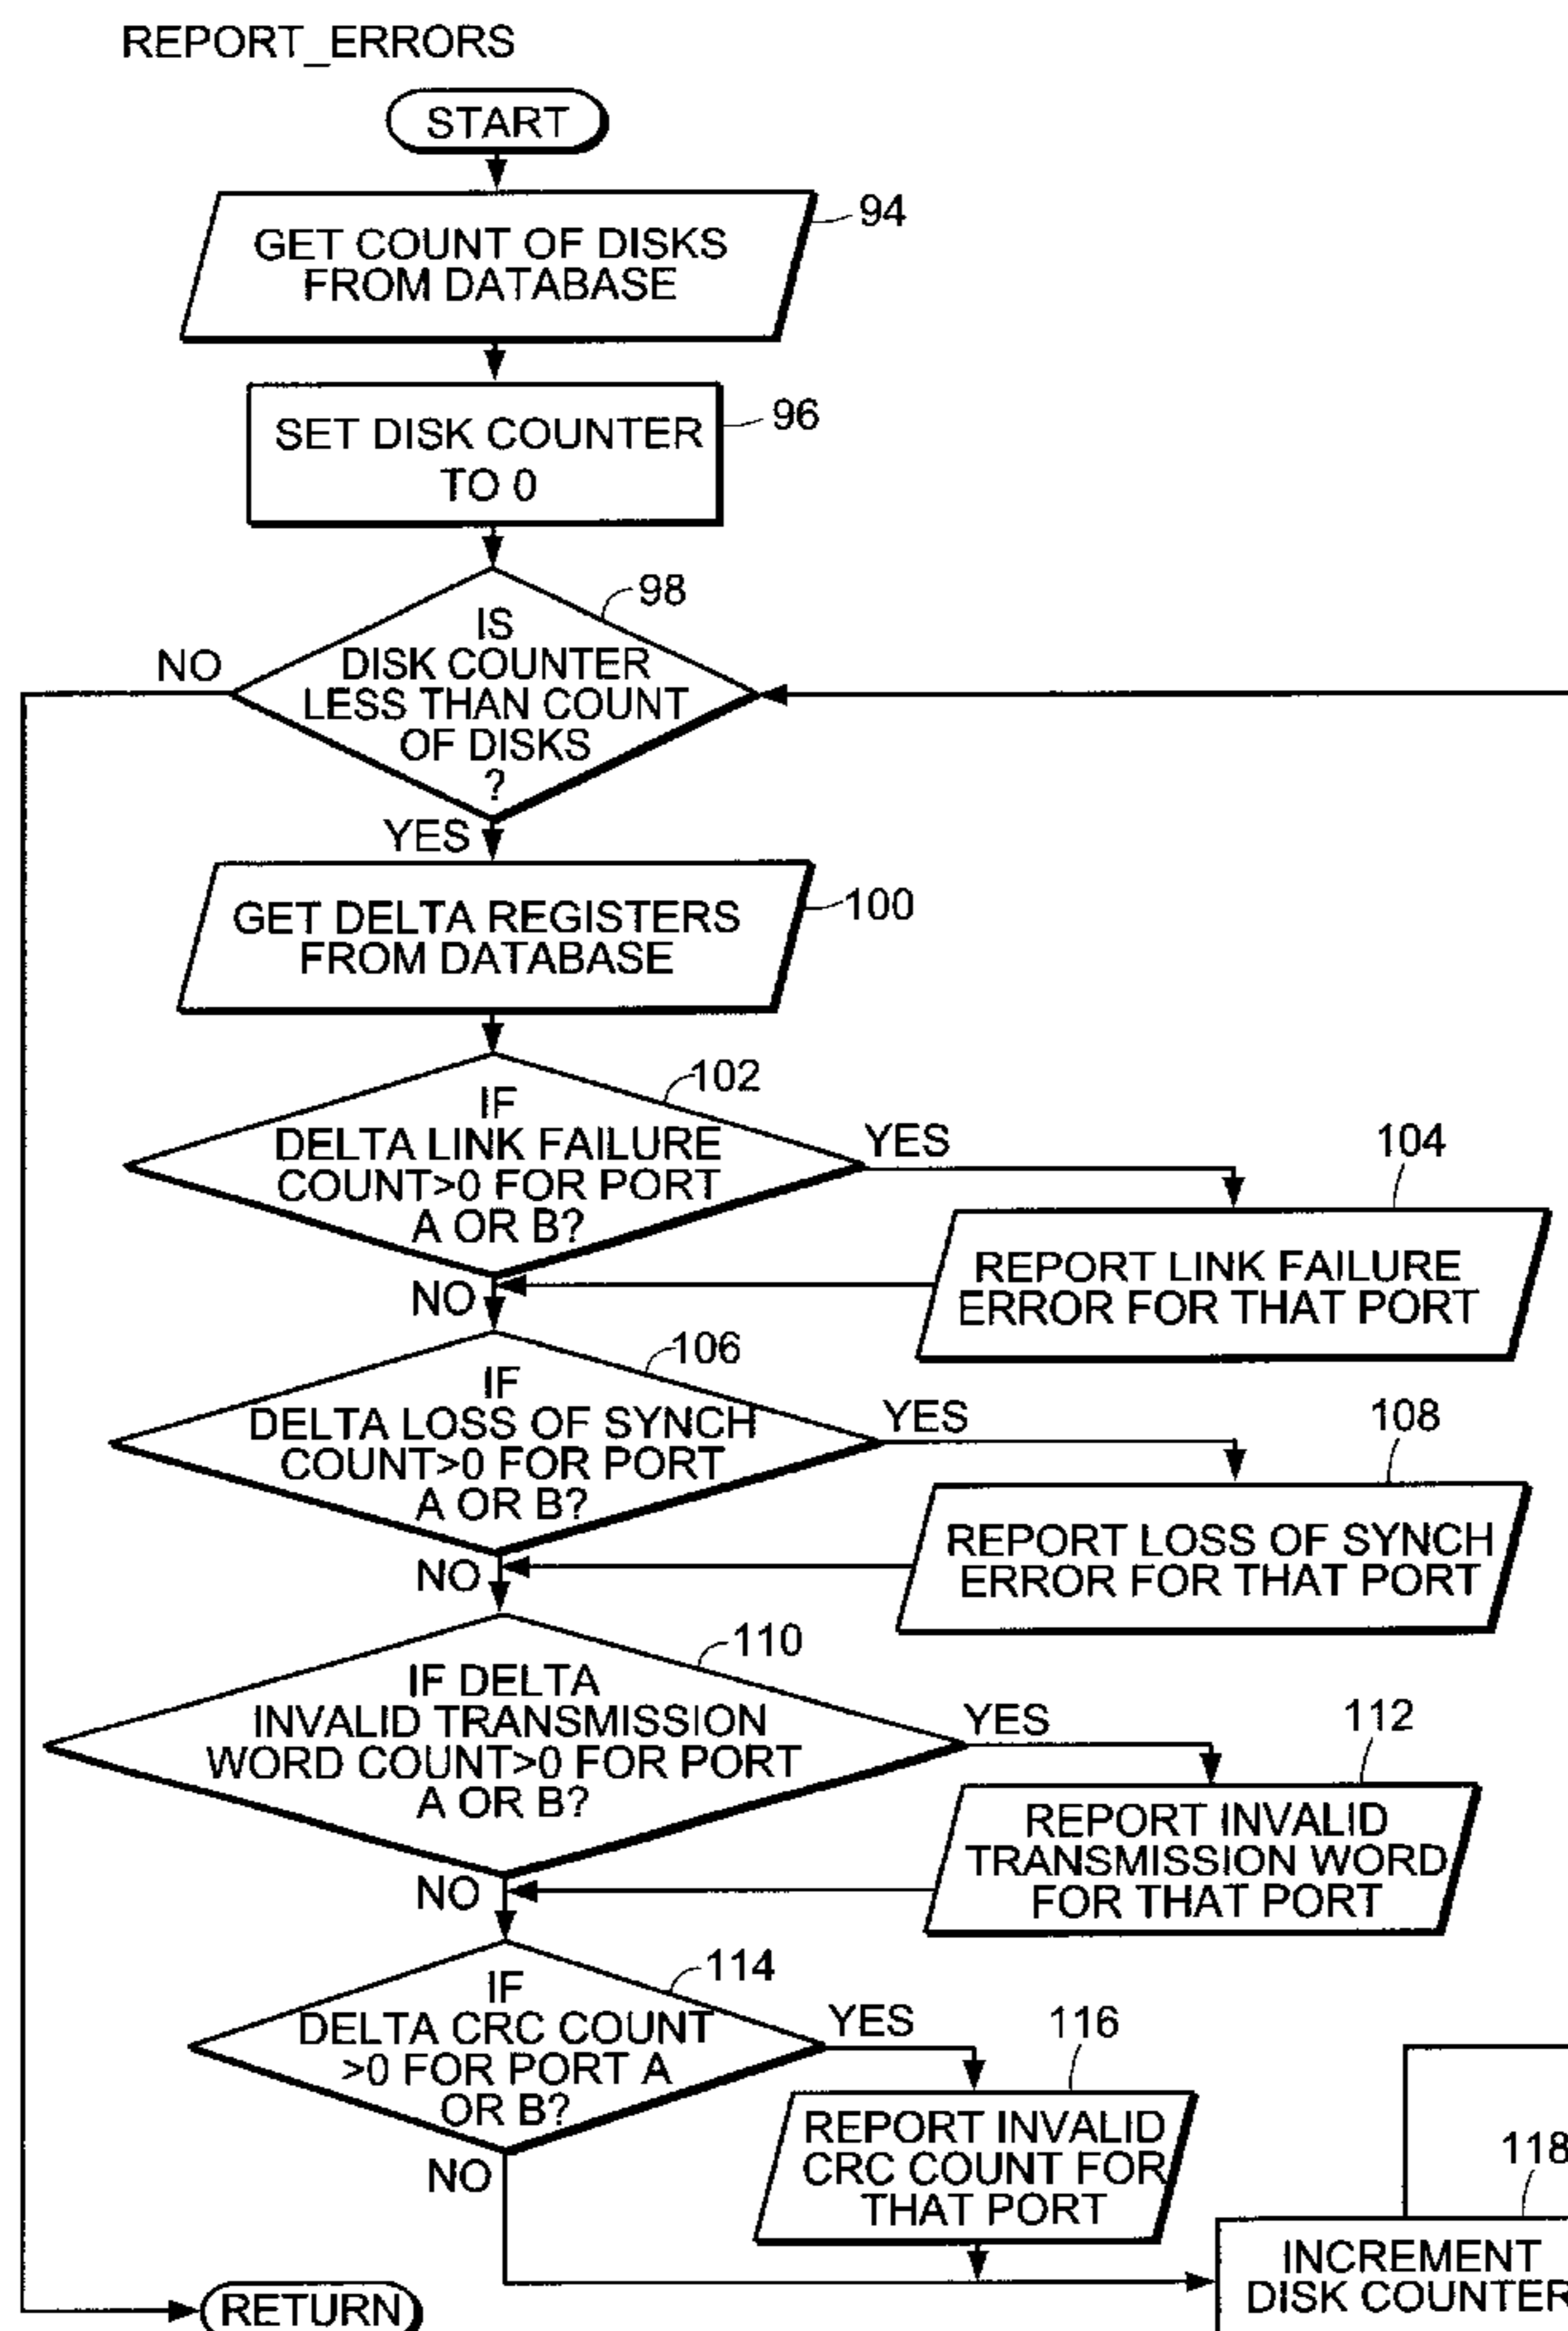 REPORT_ERRORS
START
94
GET COUNT OF DISKS
FROM DATABASE
96
SET DISK COUNTER
TO 0
98
NO
IS
DISK COUNTER
LESS THAN COUNT
OF DISKS
?
YES
100
GET DELTA REGISTERS
FROM DATABASE
102
IF
DELTA LINK FAILURE
COUNT>0 FOR PORT
A OR B?
YES
104
REPORT LINK FAILURE
ERROR FOR THAT PORT
NO
106
IF
DELTA LOSS OF SYNCH
COUNT>0 FOR PORT
A OR B?
YES
108
REPORT LOSS OF SYNCH
ERROR FOR THAT PORT
NO
110
IF DELTA
INVALID TRANSMISSION
WORD COUNT>0 FOR PORT
A OR B?
YES
112
REPORT INVALID
TRANSMISSION WORD
FOR THAT PORT
NO
114
IF
DELTA CRC COUNT
>0 FOR PORT A
OR B?
YES
116
REPORT INVALID
CRC COUNT FOR
THAT PORT
NO
118
INCREMENT
DISK COUNTER
RETURN